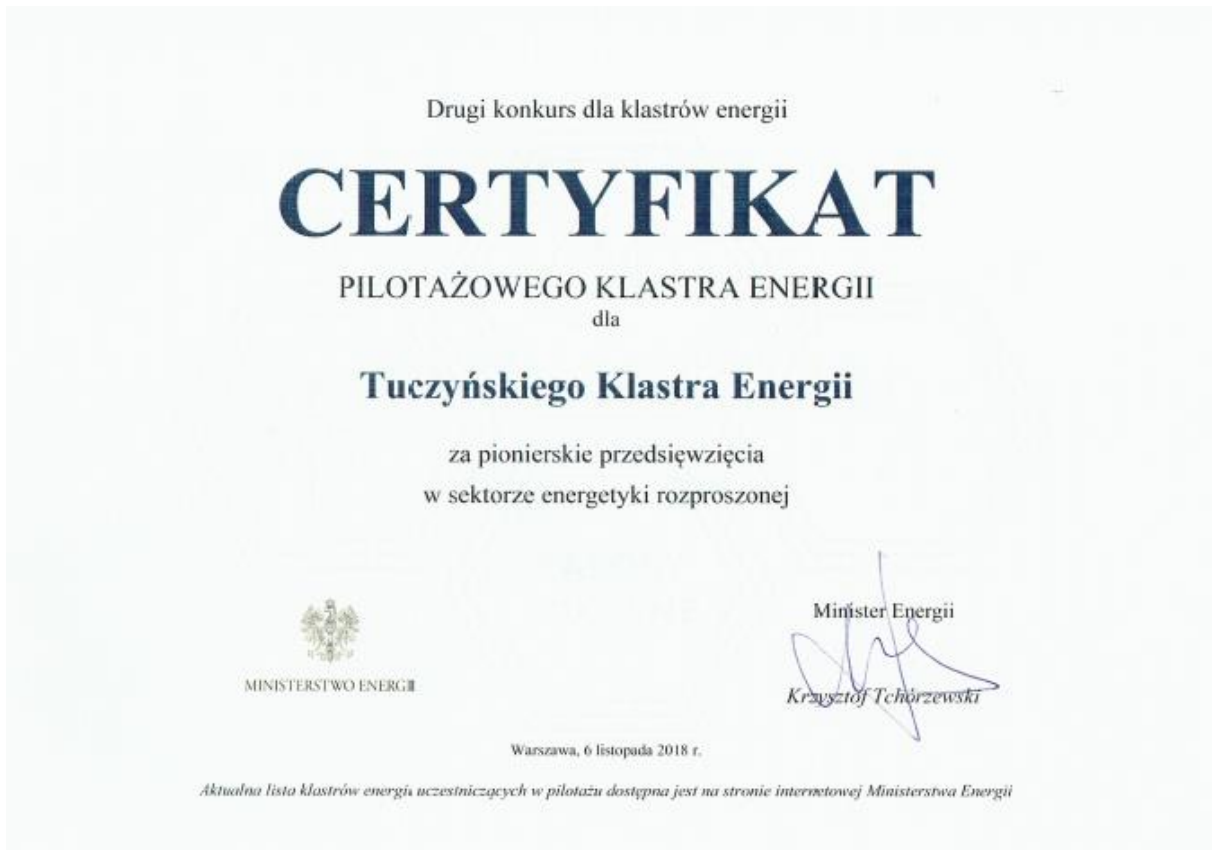 Drugi konkurs dla klastrów energii
CERTYFIKAT
PILOTAŻOWEGO KLASTRA ENERGII
dla
Tuczyńskiego Klastra Energii
za pionierskie przedsięwzięcia
w sektorze energetyki rozproszonej
MINISTERSTWO ENERGII
Minister Energii
Krzysztof Tchórzewski
Warszawa, 6 listopada 2018 r.
Aktualna lista klastrów energii uczestniczących w pilotażu dostępna jest na stronie internetowej Ministerstwa Energii